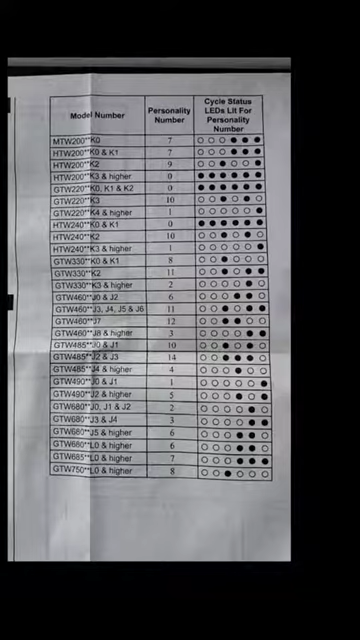 Model Number Personality Number Cycle Status LEDs Lit For Personality Number
MTW200**K0 7 ○○○●●●
HTW200**K0 & K1 7 ○○○●●●
HTW200**K2 9 ○○●○○●
HTW200**K3 & higher 0 ●●●●●●
GTW220**K0, K1 & K2 0 ●●●●●●
GTW220**K3 10 ○○●○●○
GTW220**K4 & higher 1 ○○○○○●
HTW240**K0 & K1 0 ●●●●●●
HTW240**K2 10 ○○●○●○
HTW240**K3 & higher 1 ○○○○○●
GTW330**K0 & K1 8 ○○●○○○
GTW330**K2 11 ○○●○●●
GTW330**K3 & higher 2 ○○○○●○
GTW460**J0 & J2 6 ○○○●●○
GTW460**J3, J4, J5 & J6 11 ○○●○●●
GTW460**J7 12 ○○●●○○
GTW460**J8 & higher 3 ○○○○●●
GTW485**J0 & J1 10 ○○●○●○
GTW485**J2 & J3 14 ○○●●●○
GTW485**J4 & higher 4 ○○○●○○
GTW490**J0 & J1 1 ○○○○○●
GTW490**J2 & higher 5 ○○○●○●
GTW680**J0, J1 & J2 2 ○○○○●○
GTW680**J3 & J4 3 ○○○○●●
GTW680**J5 & higher 6 ○○○●●○
GTW680**L0 & higher 6 ○○○●●○
GTW685**L0 & higher 7 ○○○●●●
GTW750**L0 & higher 8 ○○●○○○